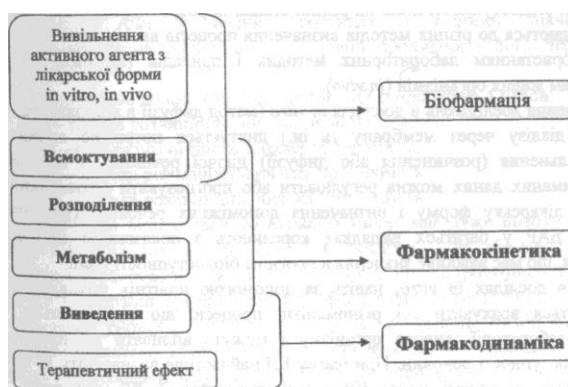 Вивільнення
активного агента з
лікарської форми
in vitro, in vivo
Біофармація
Всмоктування
Розподілення
Метаболізм
Фармакокінетика
Виведення
Фармакодинаміка
Терапевтичний ефект